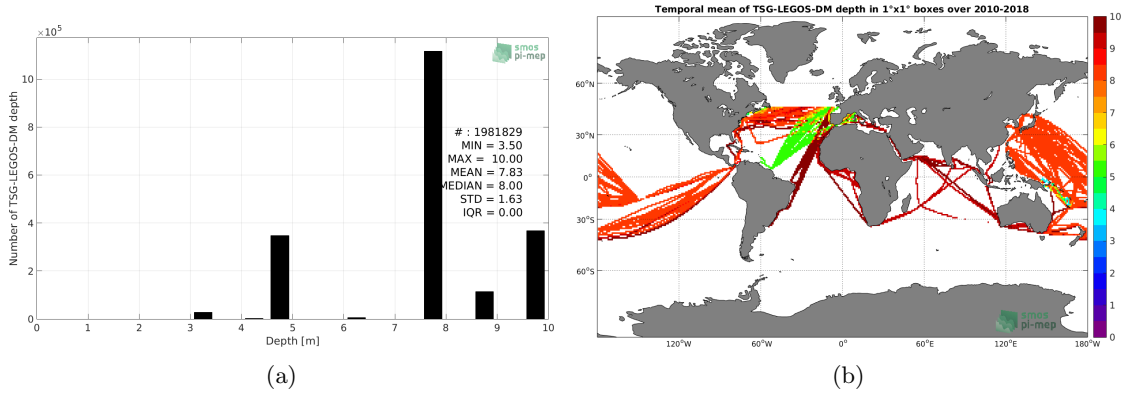 ×10⁵
10
8
6
4
2
0
Number of TSG-LEGOS-DM depth
smos
pi-mep
# : 1981829
MIN = 3.50
MAX = 10.00
MEAN = 7.83
MEDIAN = 8.00
STD = 1.63
IQR = 0.00
0 1 2 3 4 5 6 7 8 9 10
Depth [m]
(a)
Temporal mean of TSG-LEGOS-DM depth in 1°x1° boxes over 2010-2018
60°N
30°N
0°
30°S
60°S
120°W 60°W 0° 60°E 120°E 180°W
smos
pi-mep
10
9
8
7
6
5
4
3
2
1
0
(b)